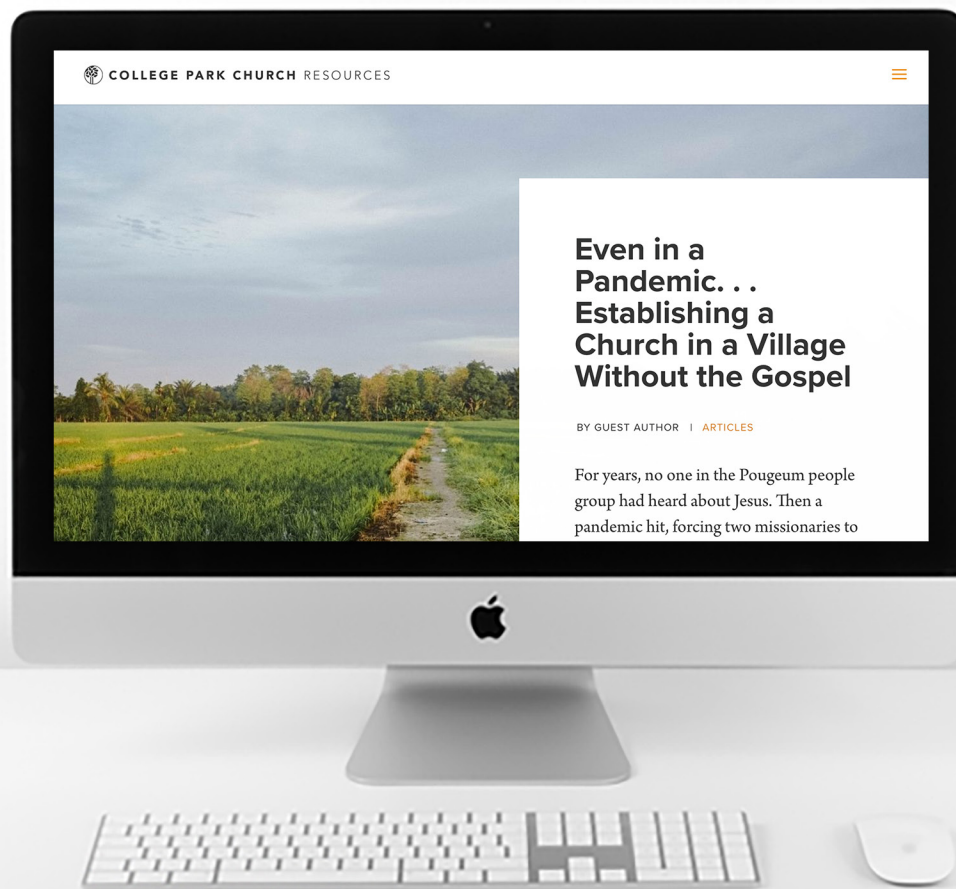 COLLEGE PARK CHURCH RESOURCES
Even in a
Pandemic. . .
Establishing a
Church in a Village
Without the Gospel
BY GUEST AUTHOR | ARTICLES
For years, no one in the Pougeum people
group had heard about Jesus. Then a
pandemic hit, forcing two missionaries to